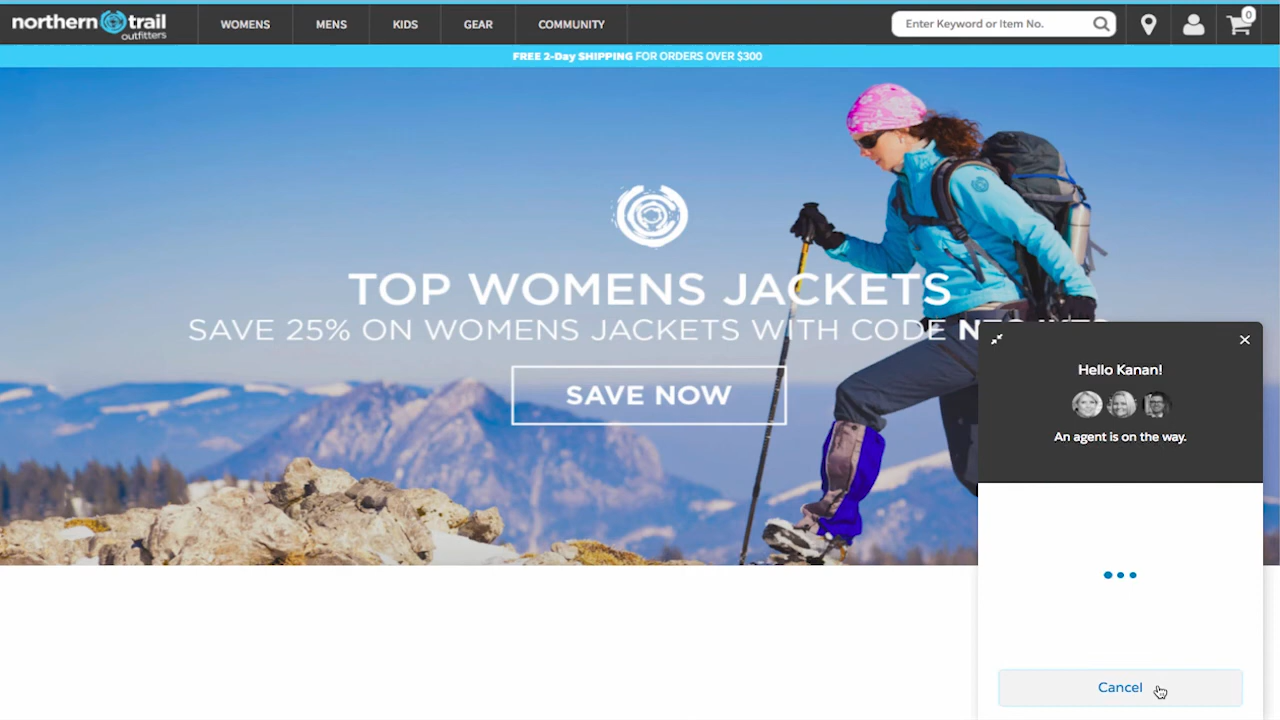 northern trail
outfitters
WOMENS
MENS
KIDS
GEAR
COMMUNITY
Enter Keyword or Item No.
0
FREE 2-Day SHIPPING FOR ORDERS OVER $300
TOP WOMENS JACKETS
SAVE 25% ON WOMENS JACKETS WITH CODE
SAVE NOW
Hello Kanan!
An agent is on the way.
Cancel